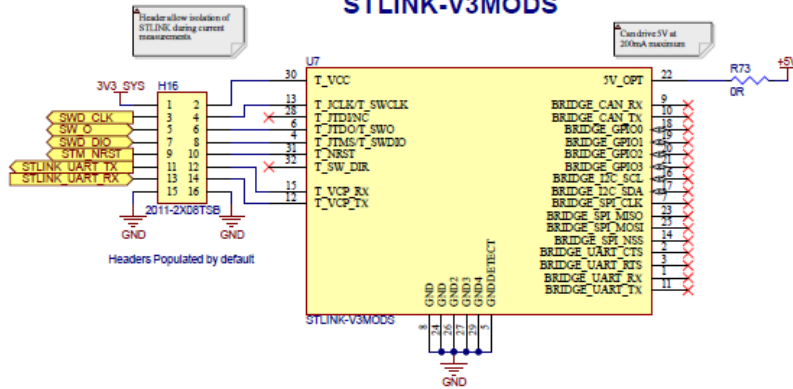 STLINK-V3MODS
Header allow isolation of
STLINK during current
measurements.
Can drive 5V at
200mA maximum
U7
3V3_SYS
H16
SWD_CLK
SW_O
SWD_DIO
STM_NRST
STLINK_UART_TX
STLINK_UART_RX
1 2
3 4
5 6
7 8
9 10
11 12
13 14
15 16
2011-2X08TSB
GND
GND
Headers Populated by default
30 T_VCC
13 T_JCLK/T_SWCLK
28 T_JTDI/NC
6 T_JTDO/T_SWO
4 T_JTMS/T_SWDIO
31 T_NRST
32 T_SW_DIR
15 T_VCP_RX
12 T_VCP_TX
5V_OPT 22
R73
0R
+5V
BRIDGE_CAN_RX 9
BRIDGE_CAN_TX 10
BRIDGE_GPIO0 18
BRIDGE_GPIO1
BRIDGE_GPIO2
BRIDGE_GPIO3
BRIDGE_I2C_SCL 16
BRIDGE_I2C_SDA 17
BRIDGE_SPI_CLK 7
BRIDGE_SPI_MISO 23
BRIDGE_SPI_MOSI 25
BRIDGE_SPI_NSS 14
BRIDGE_UART_CTS 2
BRIDGE_UART_RTS 3
BRIDGE_UART_RX 1
BRIDGE_UART_TX 11
GND
GND
GND2
GND3
GND4
GNDDETECT
8
24
26
27
29
5
STLINK-V3MODS
GND